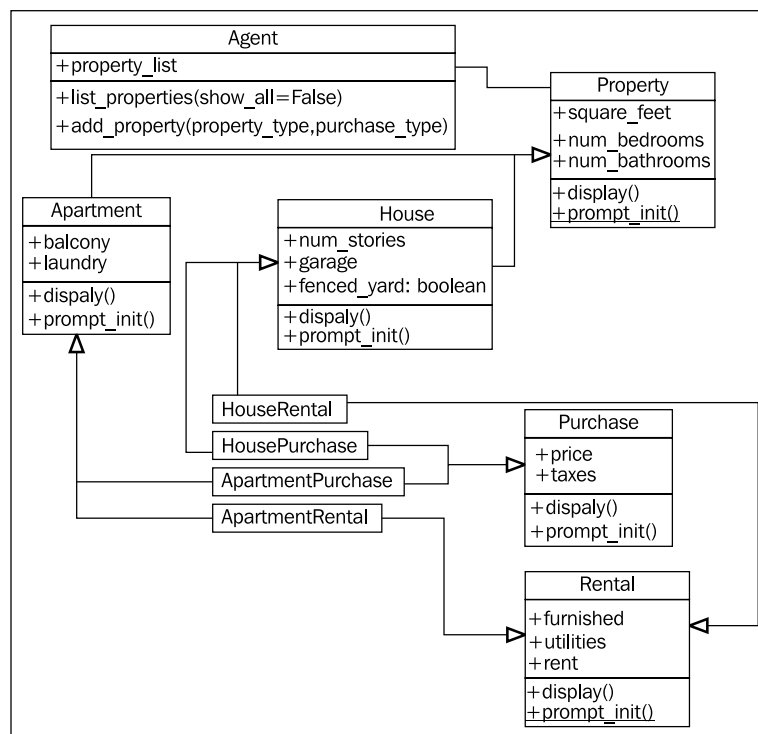 Agent
+property_list
+list_properties(show_all=False)
+add_property(property_type,purchase_type)
Property
+square_feet
+num_bedrooms
+num_bathrooms
+display()
+prompt_init()
Apartment
+balcony
+laundry
+dispaly()
+prompt_init()
House
+num_stories
+garage
+fenced_yard: boolean
+dispaly()
+prompt_init()
HouseRental
HousePurchase
ApartmentPurchase
ApartmentRental
Purchase
+price
+taxes
+dispaly()
+prompt_init()
Rental
+furnished
+utilities
+rent
+display()
+prompt_init()